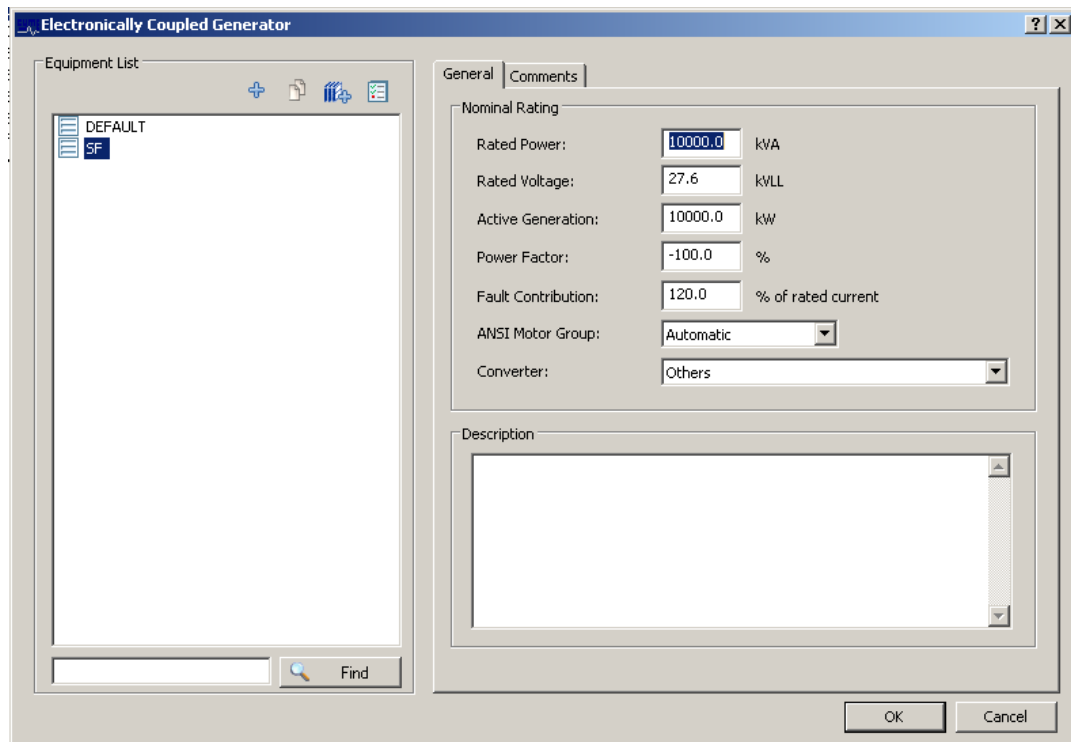 Electronically Coupled Generator
Equipment List
DEFAULT
SF
Find
General
Comments
Nominal Rating
Rated Power: 10000.0 kVA
Rated Voltage: 27.6 kVLL
Active Generation: 10000.0 kW
Power Factor: -100.0 %
Fault Contribution: 120.0 % of rated current
ANSI Motor Group: Automatic
Converter: Others
Description
OK
Cancel